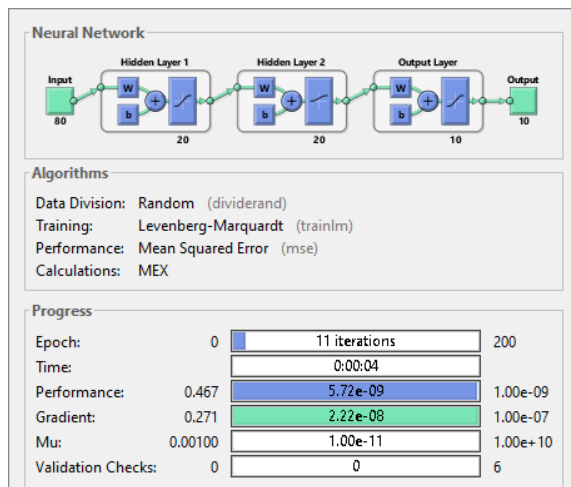 Neural Network
Hidden Layer 1 Hidden Layer 2 Output Layer
Input Output
W W W
b b b
80 10
20 20 10
Algorithms
Data Division: Random (dividerand)
Training: Levenberg-Marquardt (trainlm)
Performance: Mean Squared Error (mse)
Calculations: MEX
Progress
Epoch: 0 11 iterations 200
Time: 0:00:04
Performance: 0.467 5.72e-09 1.00e-09
Gradient: 0.271 2.22e-08 1.00e-07
Mu: 0.00100 1.00e-11 1.00e+10
Validation Checks: 0 0 6